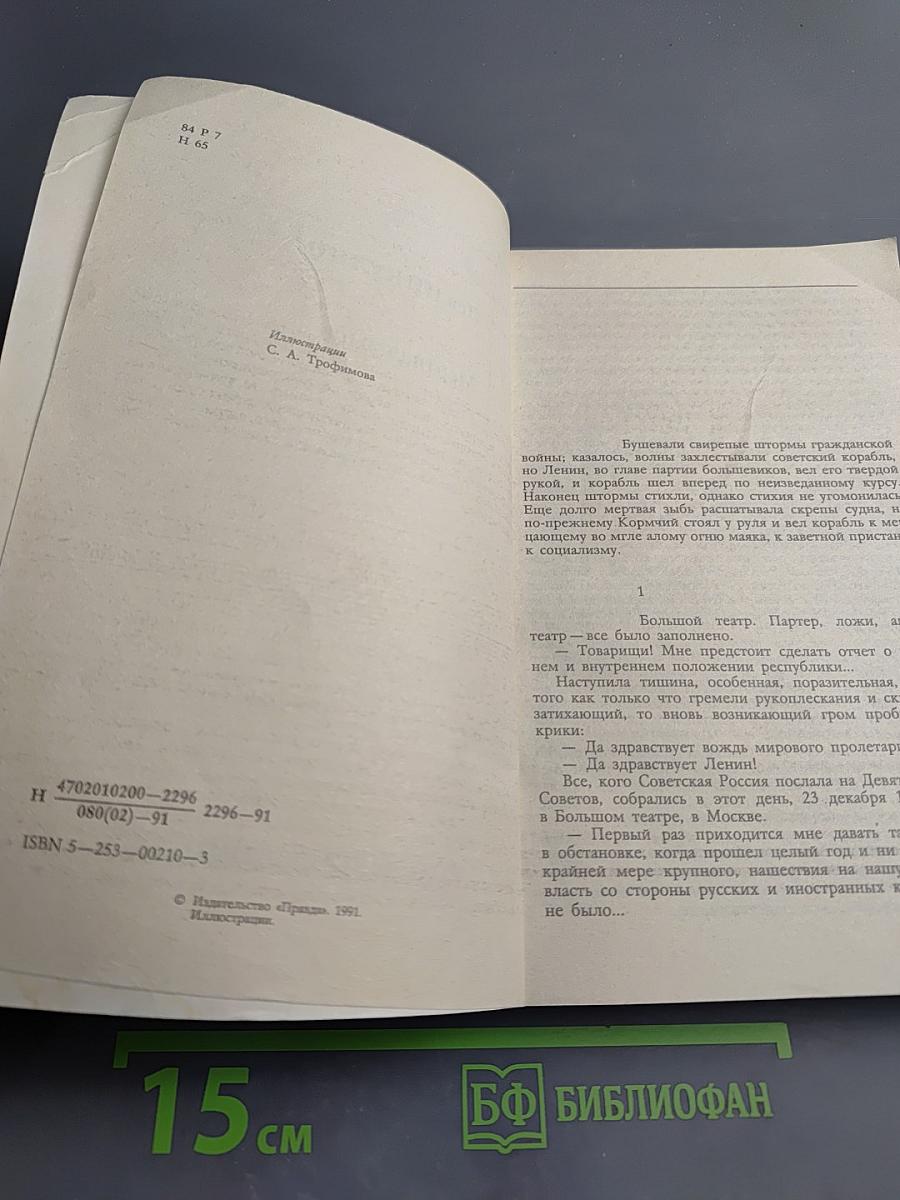 84 Р 7
Н 65
Иллюстрации
С. А. Трофимова
Н 4702010200—2296
080(02)—91
2296—91
ISBN 5—253—00210—3
© Издательство «Правда». 1991.
Иллюстрации.
Бушевали свирепые штормы гражданской
войны; казалось, волны захлестывали советский корабль,
но Ленин, во главе партии большевиков, вел его твердой
рукой, и корабль шел вперед по неизведанному курсу.
Наконец штормы стихли, однако стихия не угомонилась
Еще долго мертвая зыбь расшатывала скрепы судна, н
по-прежнему Кормчий стоял у руля и вел корабль к ме
цающему во мгле алому огню маяка, к заветной пристан
к социализму.
1
Большой театр. Партер, ложи,
театр — все было заполнено.
— Товарищи! Мне предстоит сделать отчет о
нем и внутреннем положении республики...
Наступила тишина, особенная, поразительная,
того как только что гремели рукоплескания и
затихающий, то вновь возникающий гром
крики:
— Да здравствует вождь мирового
— Да здравствует Ленин!
Все, кого Советская Россия послала на
Советов, собрались в этот день, 23 декабря 1
в Большом театре, в Москве.
— Первый раз приходится мне давать
в обстановке, когда прошел целый год и ни
крайней мере крупного, нашествия на нашу
власть со стороны русских и иностранных к
не было...
15 см
БФ БИБЛИОФАН